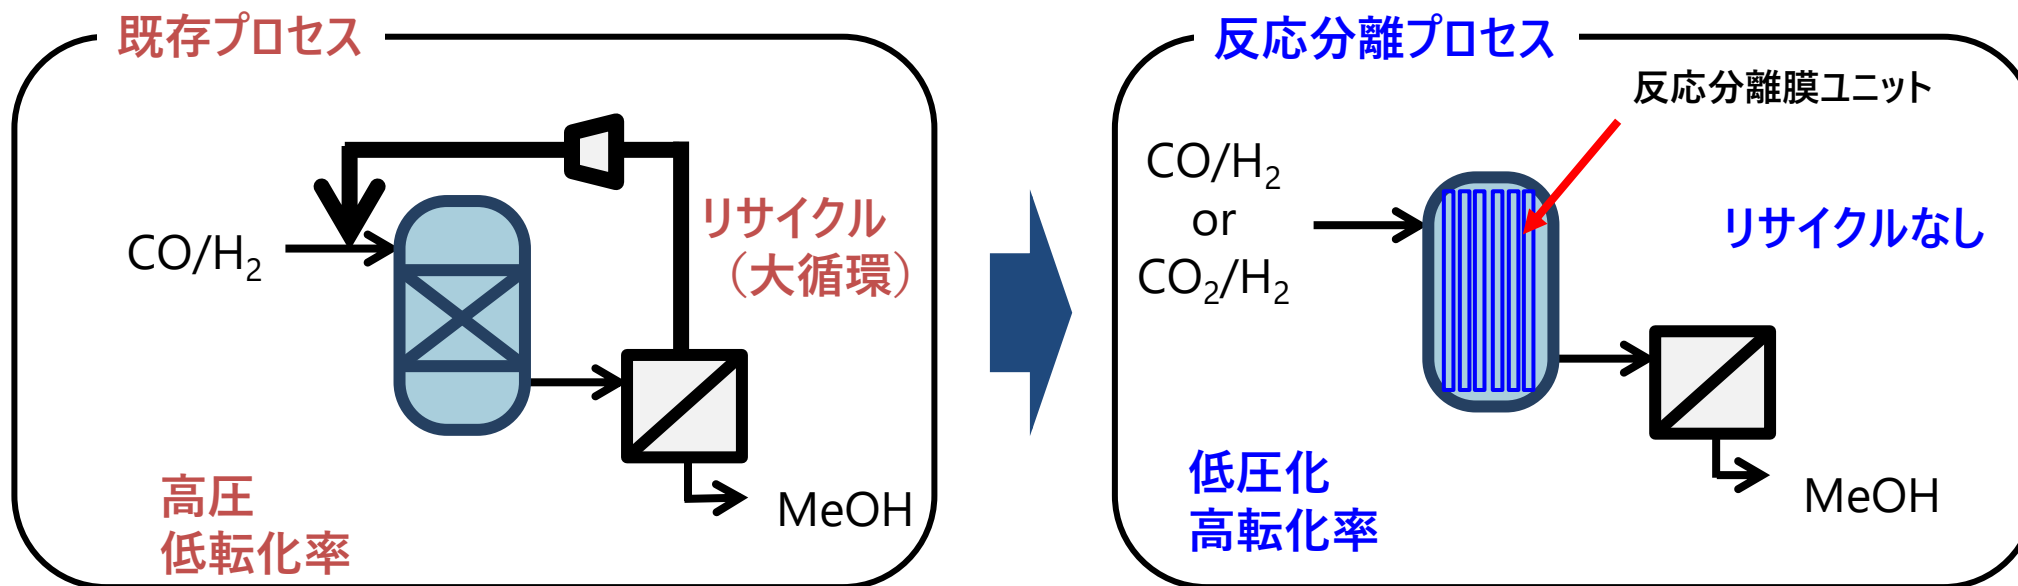 既存プロセス
CO/H₂
リサイクル
（大循環）
高圧
低転化率
MeOH
反応分離プロセス
反応分離膜ユニット
CO/H₂
or
CO₂/H₂
リサイクルなし
低圧化
高転化率
MeOH